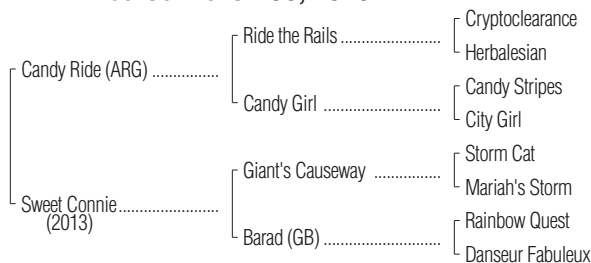 Cryptoclearance
Ride the Rails
Herbalesian
Candy Ride (ARG)
Candy Stripes
Candy Girl
City Girl
Storm Cat
Giant's Causeway
Mariah's Storm
Sweet Connie
(2013)
Rainbow Quest
Barad (GB)
Danseur Fabuleux